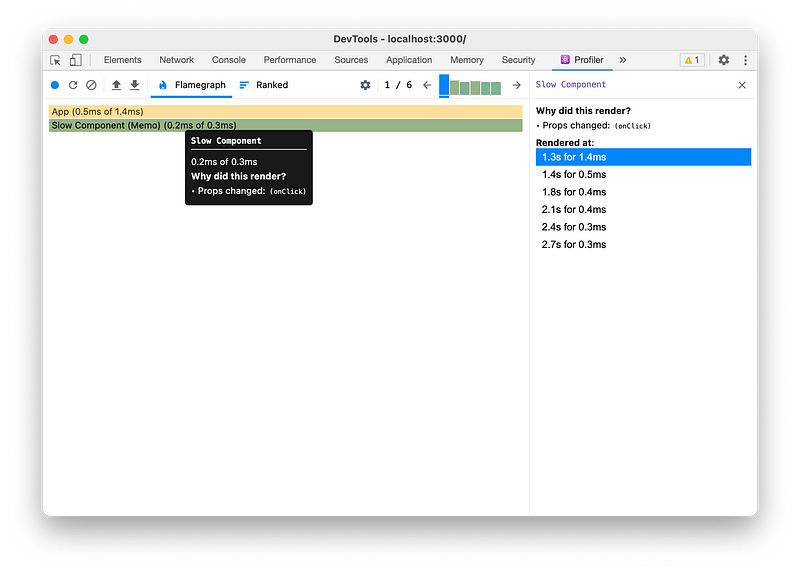 DevTools - localhost:3000/
Elements Network Console Performance Sources Application Memory Security Profiler » 1
Flamegraph Ranked 1 / 6 Slow Component
App (0.5ms of 1.4ms)
Slow Component (Memo) (0.2ms of 0.3ms)
Slow Component
0.2ms of 0.3ms
Why did this render?
• Props changed: (onClick)
Why did this render?
• Props changed: (onClick)
Rendered at:
1.3s for 1.4ms
1.4s for 0.5ms
1.8s for 0.4ms
2.1s for 0.4ms
2.4s for 0.3ms
2.7s for 0.3ms